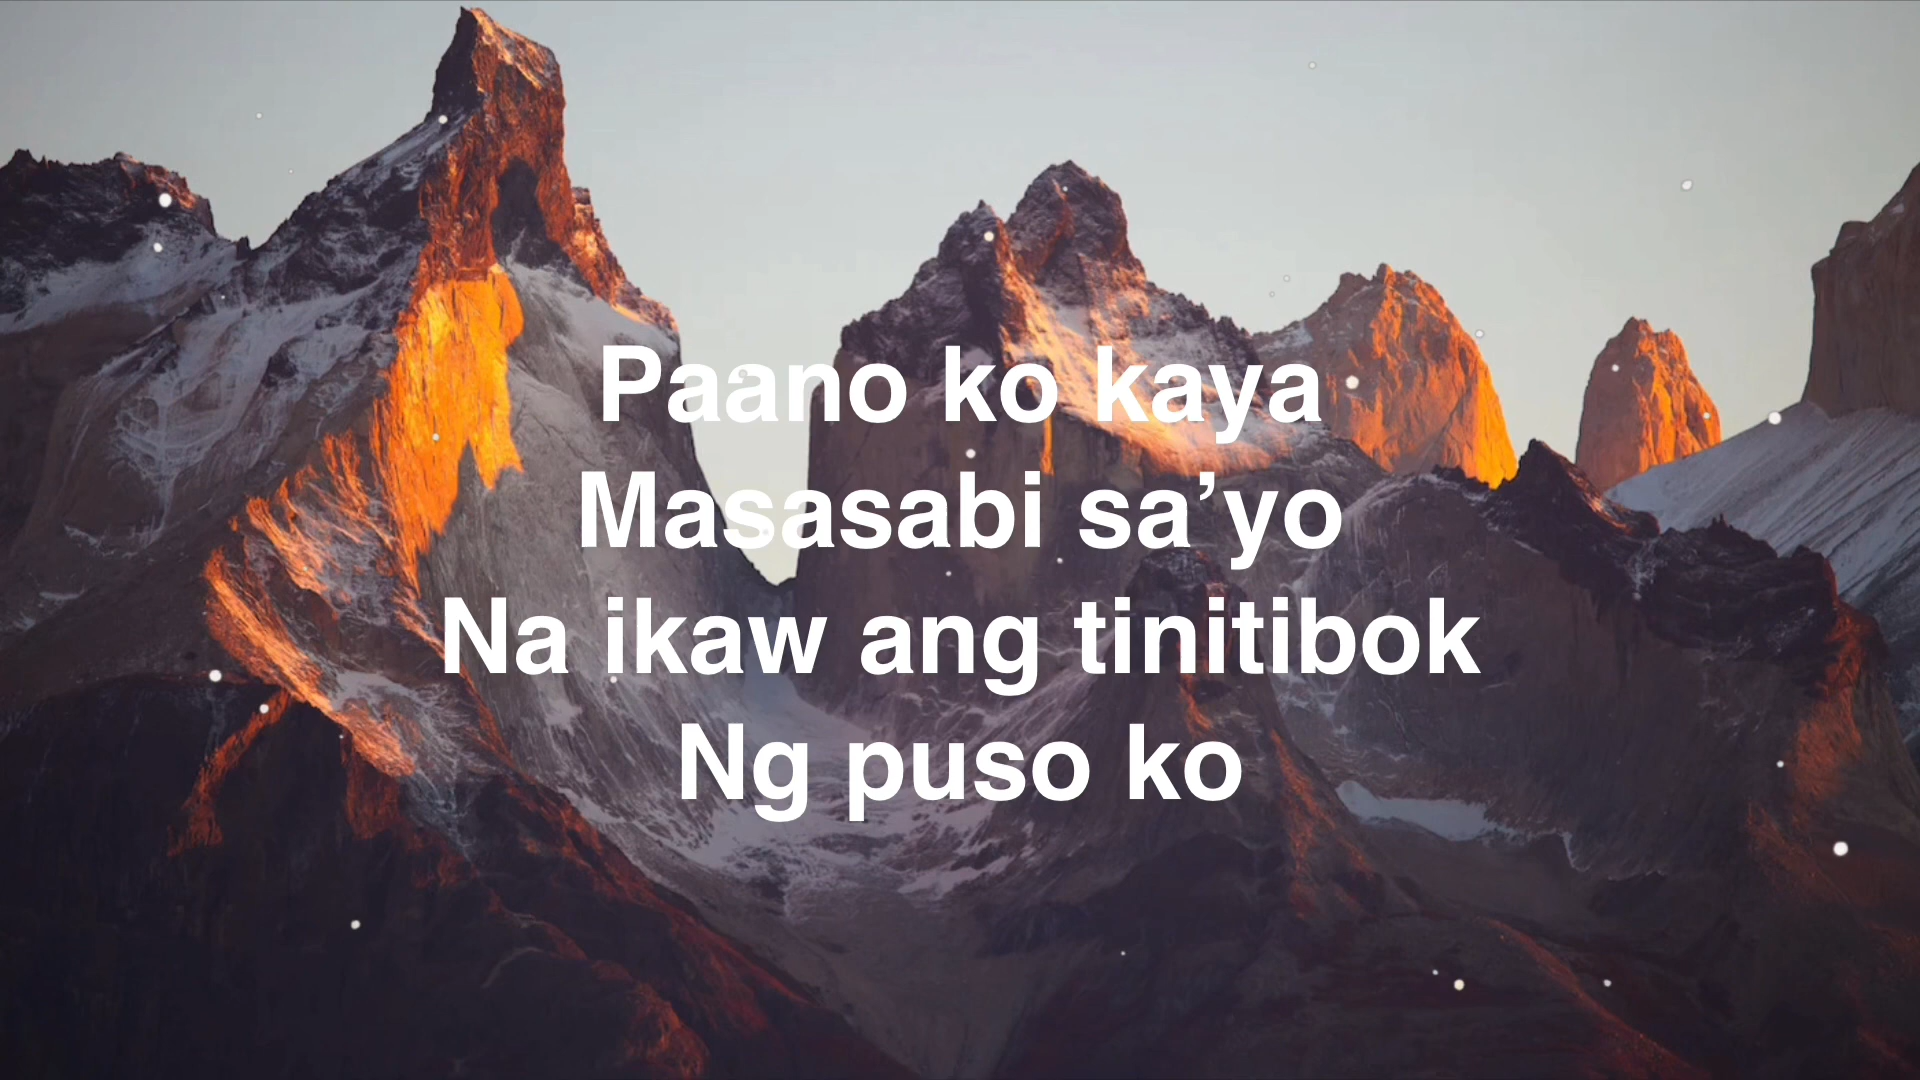 Paano ko kaya
Masasabi sa’yo
Na ikaw ang tinitibok
Ng puso ko